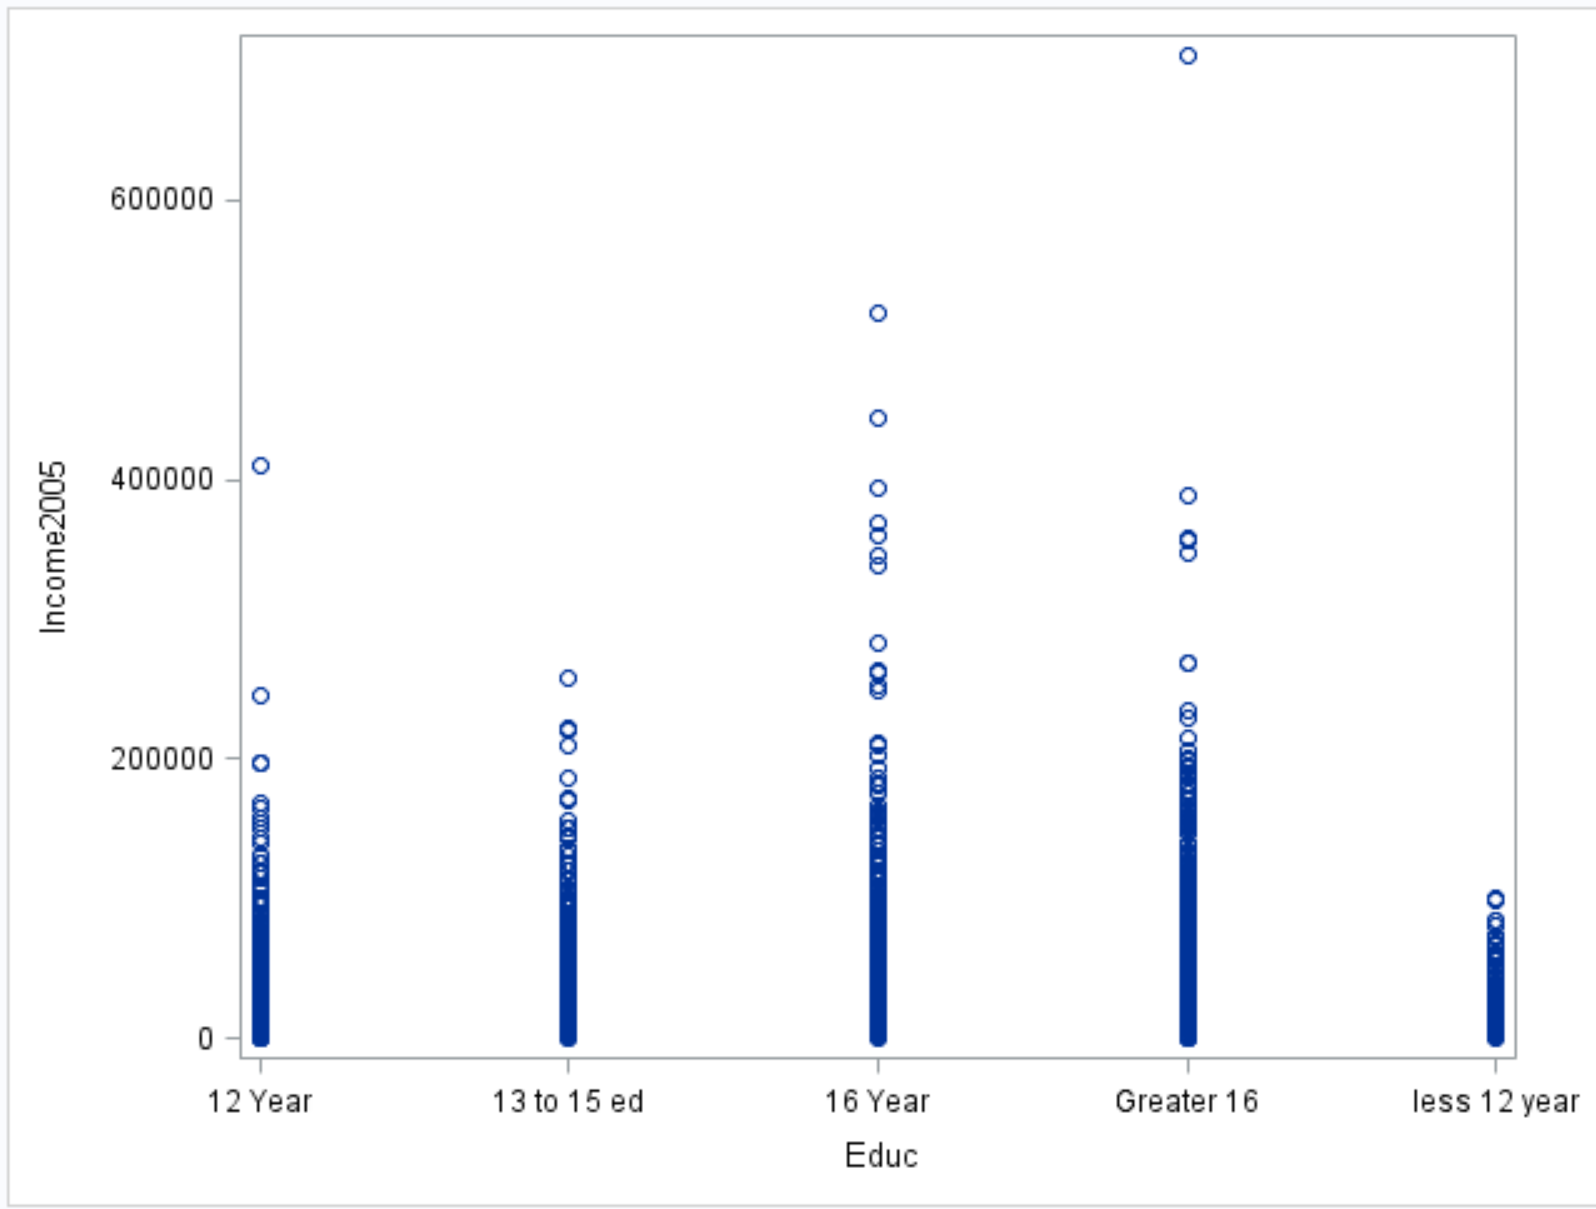 600000
400000
200000
0
Income2005
12 Year
13 to 15 ed
16 Year
Greater 16
less 12 year
Educ